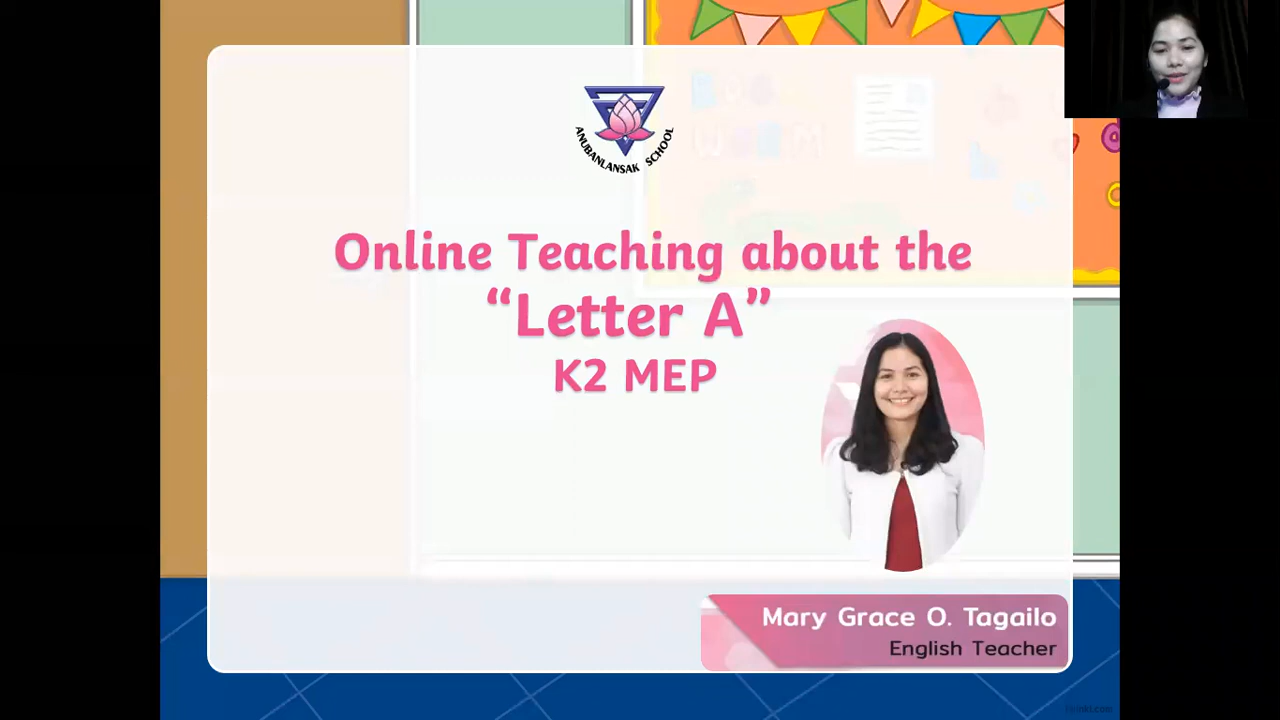 ANUBANLANSAK SCHOOL
Online Teaching about the
“Letter A”
K2 MEP
Mary Grace O. Tagailo
English Teacher